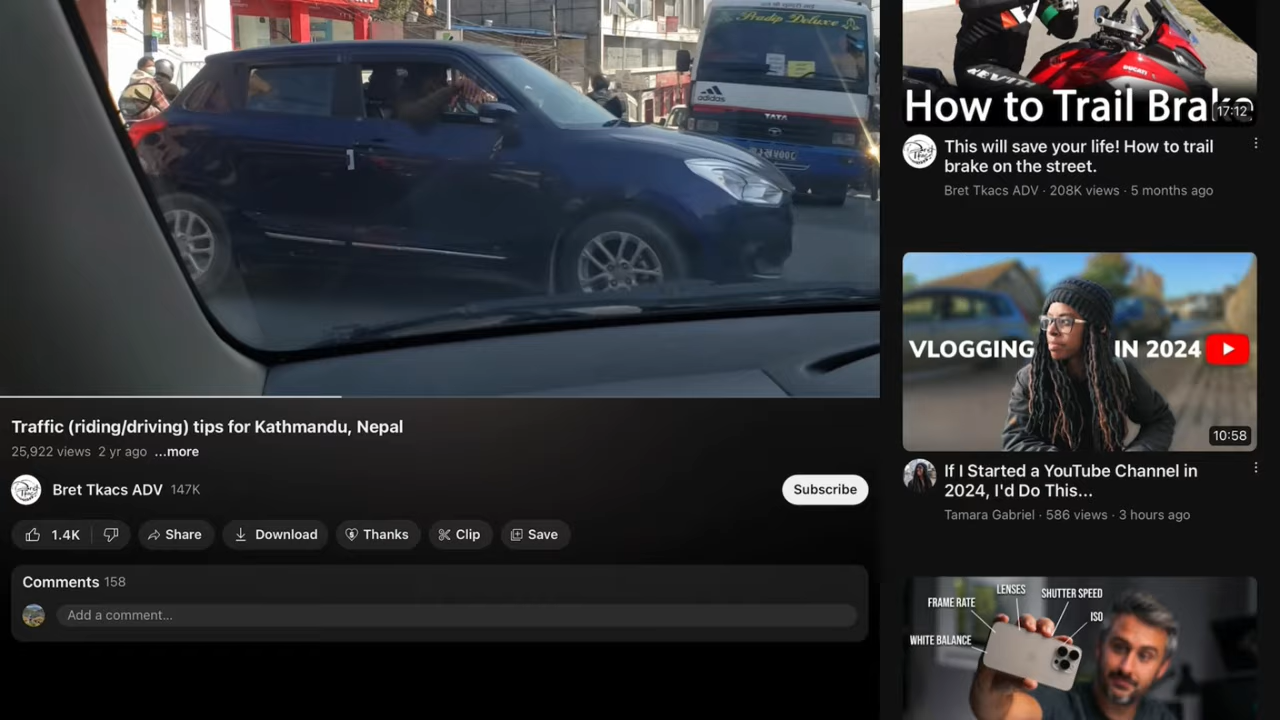 Pradip Deluxe
adidas
TATA
Traffic (riding/driving) tips for Kathmandu, Nepal
25,922 views 2 yr ago ...more
Bret Tkacs ADV 147K
Subscribe
1.4K
Share
Download
Thanks
Clip
Save
Comments 158
Add a comment...
How to Trail Brake
17:12
This will save your life! How to trail
brake on the street.
Bret Tkacs ADV · 208K views · 5 months ago
VLOGGING IN 2024
10:58
If I Started a YouTube Channel in
2024, I'd Do This...
Tamara Gabriel · 586 views · 3 hours ago
LENSES
SHUTTER SPEED
FRAME RATE
ISO
WHITE BALANCE